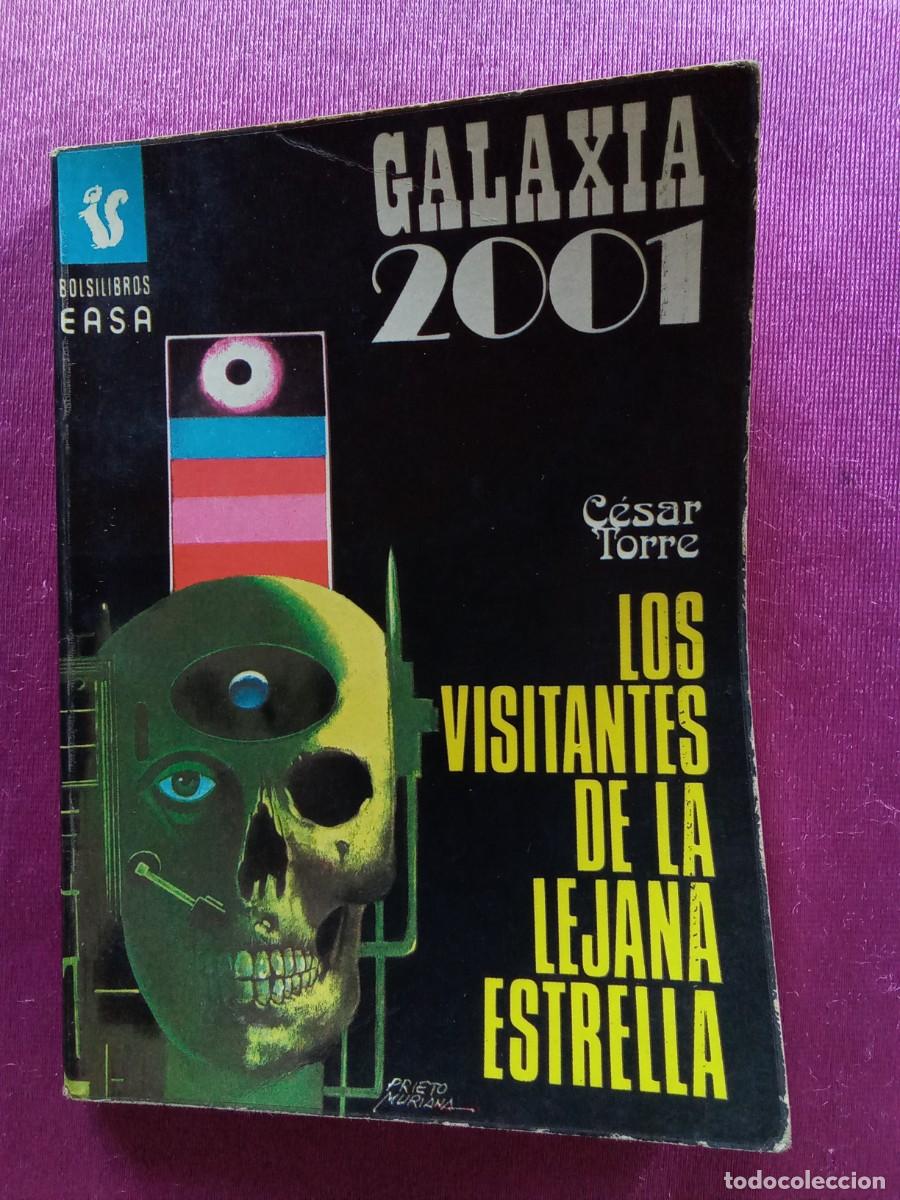 GALAXIA
2001
BOLSILIBROS
EASA
César
Torre
LOS
VISITANTES
DE LA
LEJANA
ESTRELLA
PRIETO
MURIANA
todocoleccion